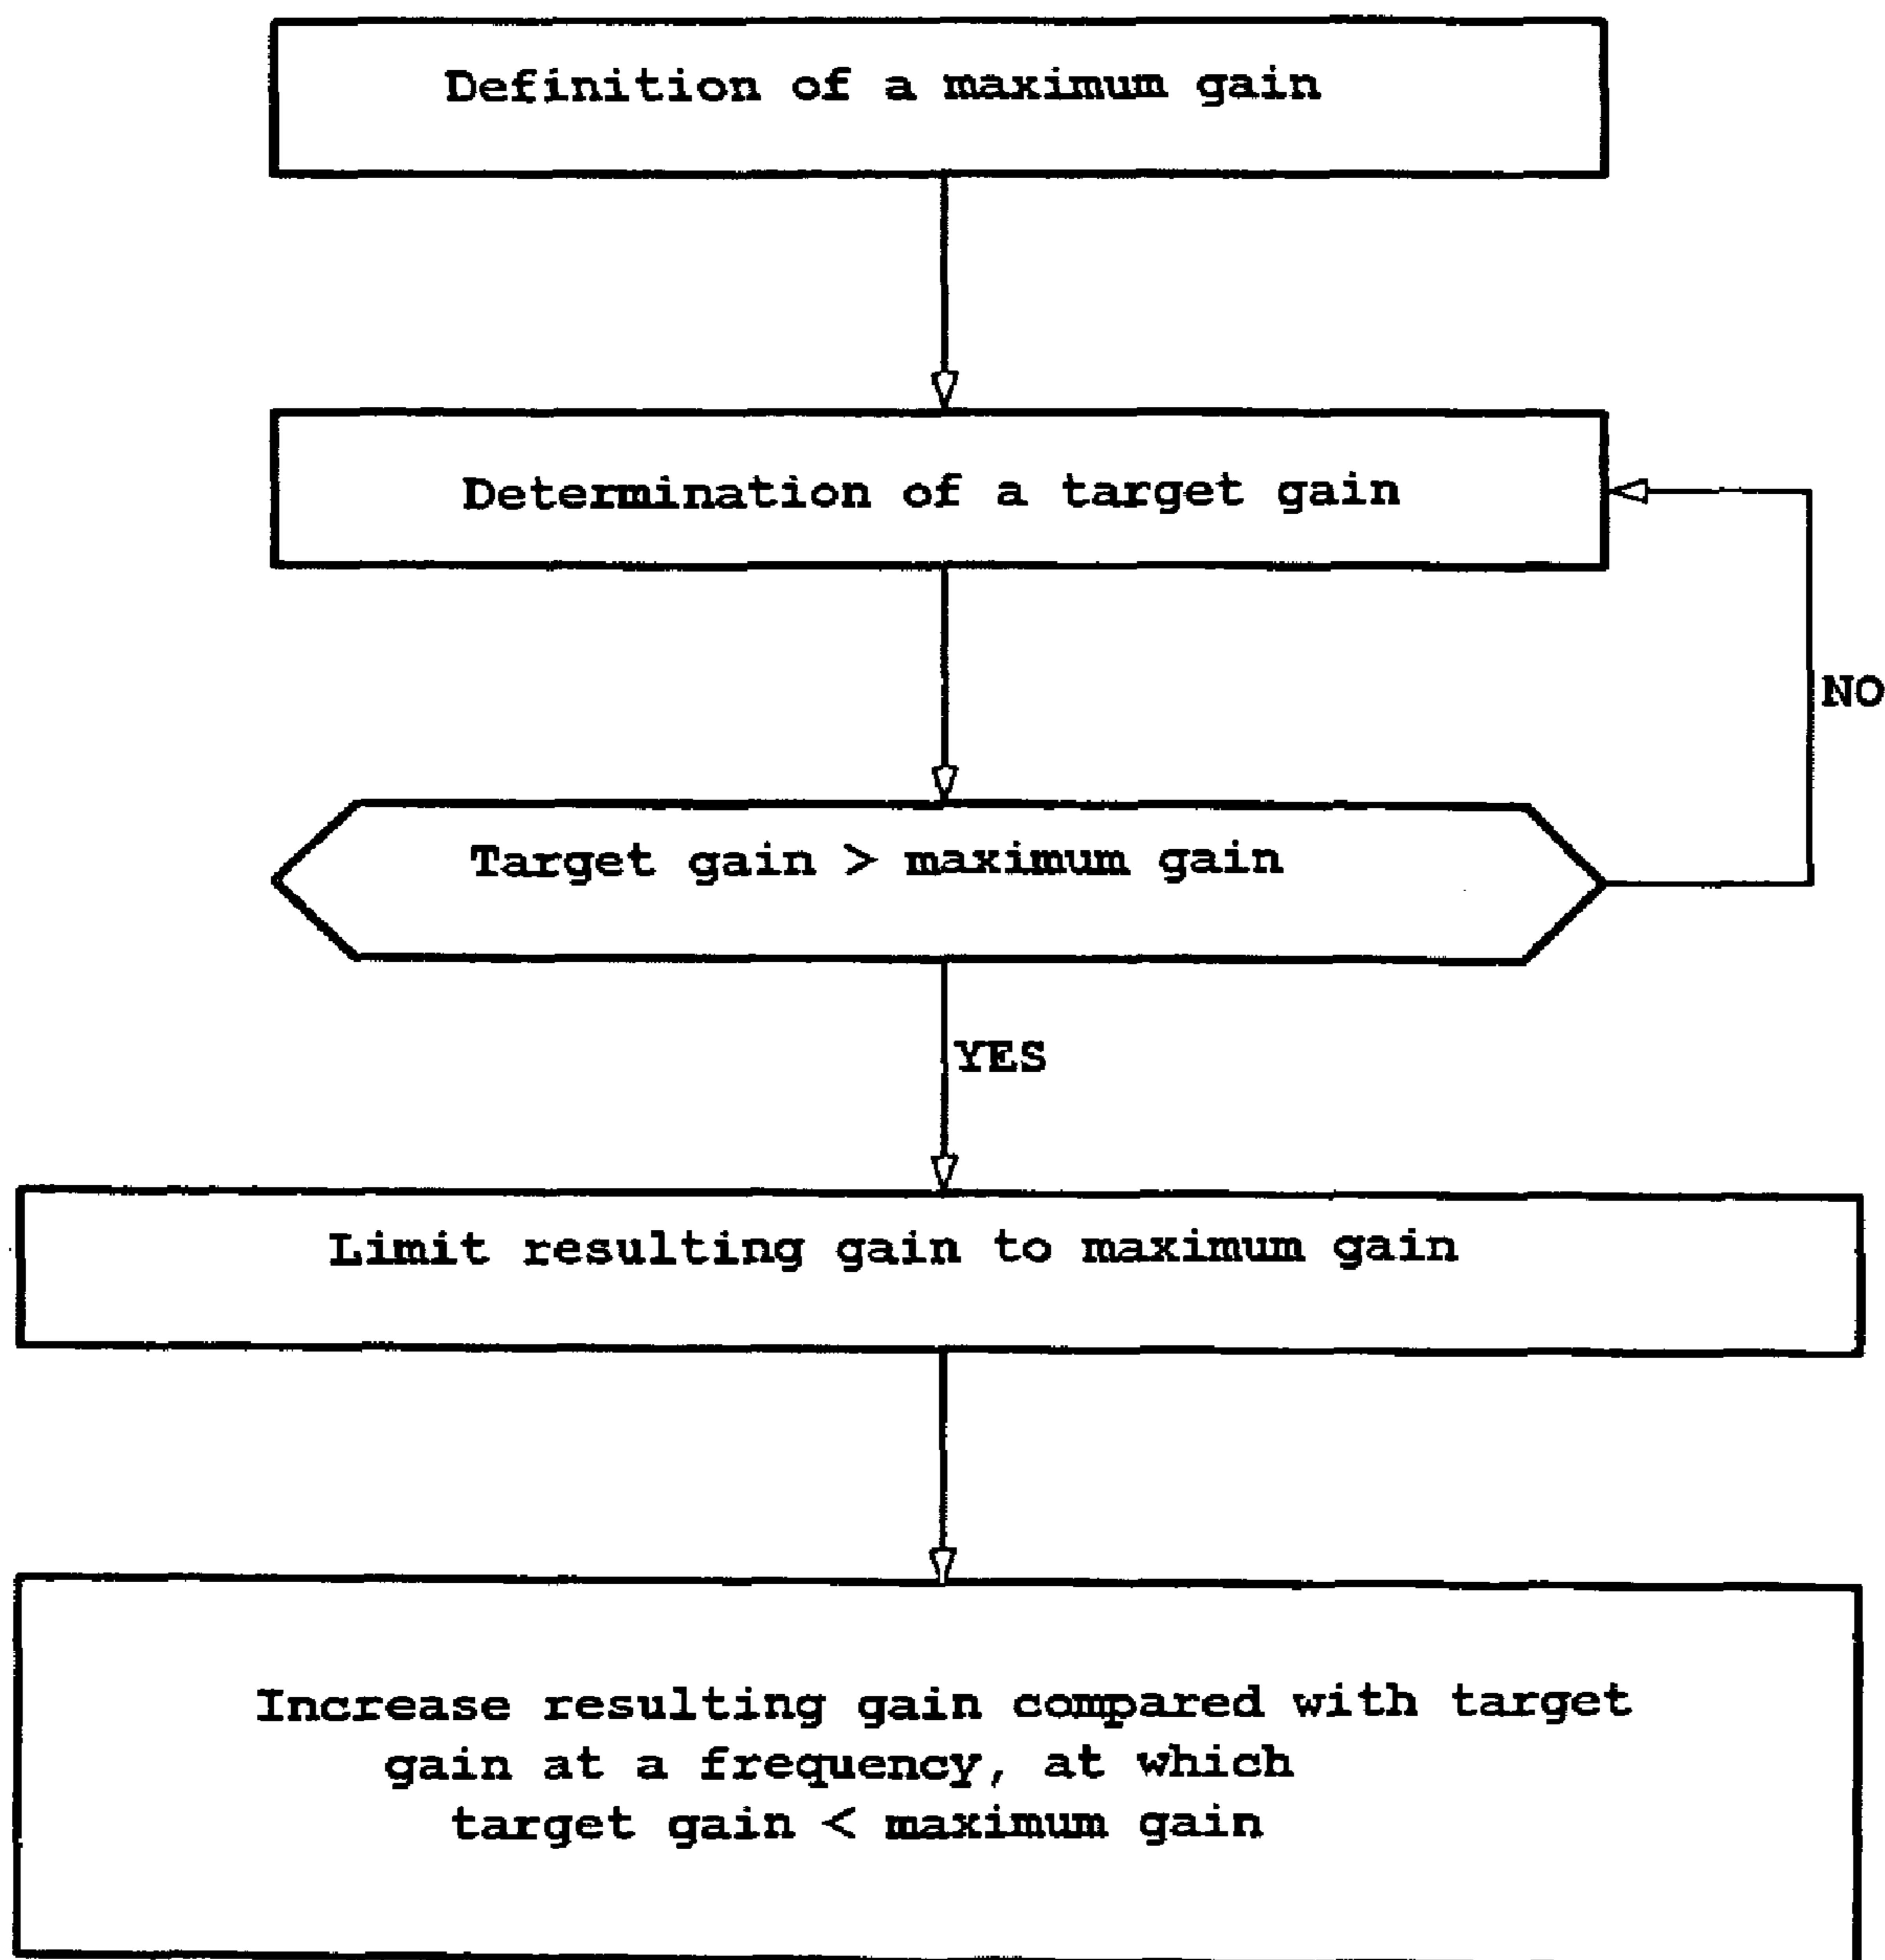 Definition of a maximum gain
Determination of a target gain
NO
Target gain > maximum gain
YES
Limit resulting gain to maximum gain
Increase resulting gain compared with target
gain at a frequency, at which
target gain < maximum gain